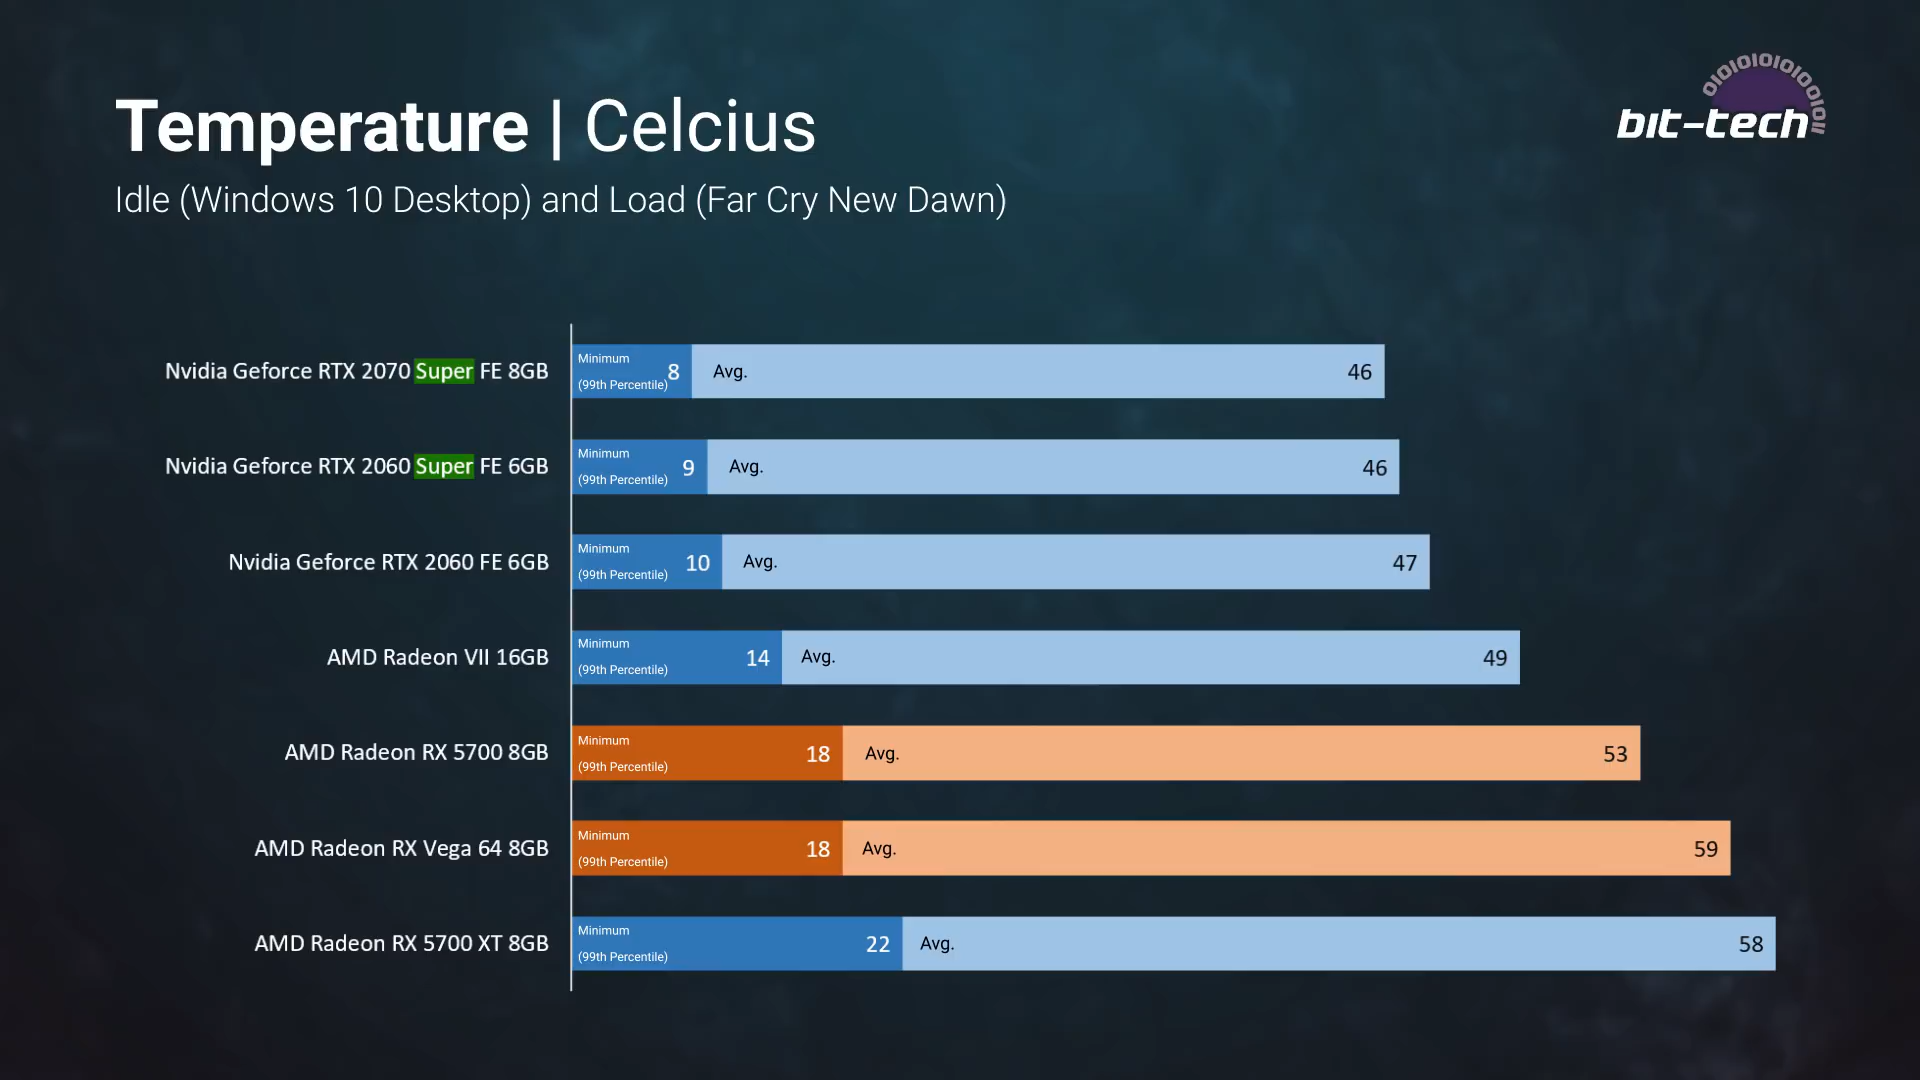 Temperature | Celcius
Idle (Windows 10 Desktop) and Load (Far Cry New Dawn)
01010101010101011
bit-tech
Nvidia Geforce RTX 2070 Super FE 8GB
Minimum
(99th Percentile)
8
Avg.
46
Nvidia Geforce RTX 2060 Super FE 6GB
Minimum
(99th Percentile)
9
Avg.
46
Nvidia Geforce RTX 2060 FE 6GB
Minimum
(99th Percentile)
10
Avg.
47
AMD Radeon VII 16GB
Minimum
(99th Percentile)
14
Avg.
49
AMD Radeon RX 5700 8GB
Minimum
(99th Percentile)
18
Avg.
53
AMD Radeon RX Vega 64 8GB
Minimum
(99th Percentile)
18
Avg.
59
AMD Radeon RX 5700 XT 8GB
Minimum
(99th Percentile)
22
Avg.
58